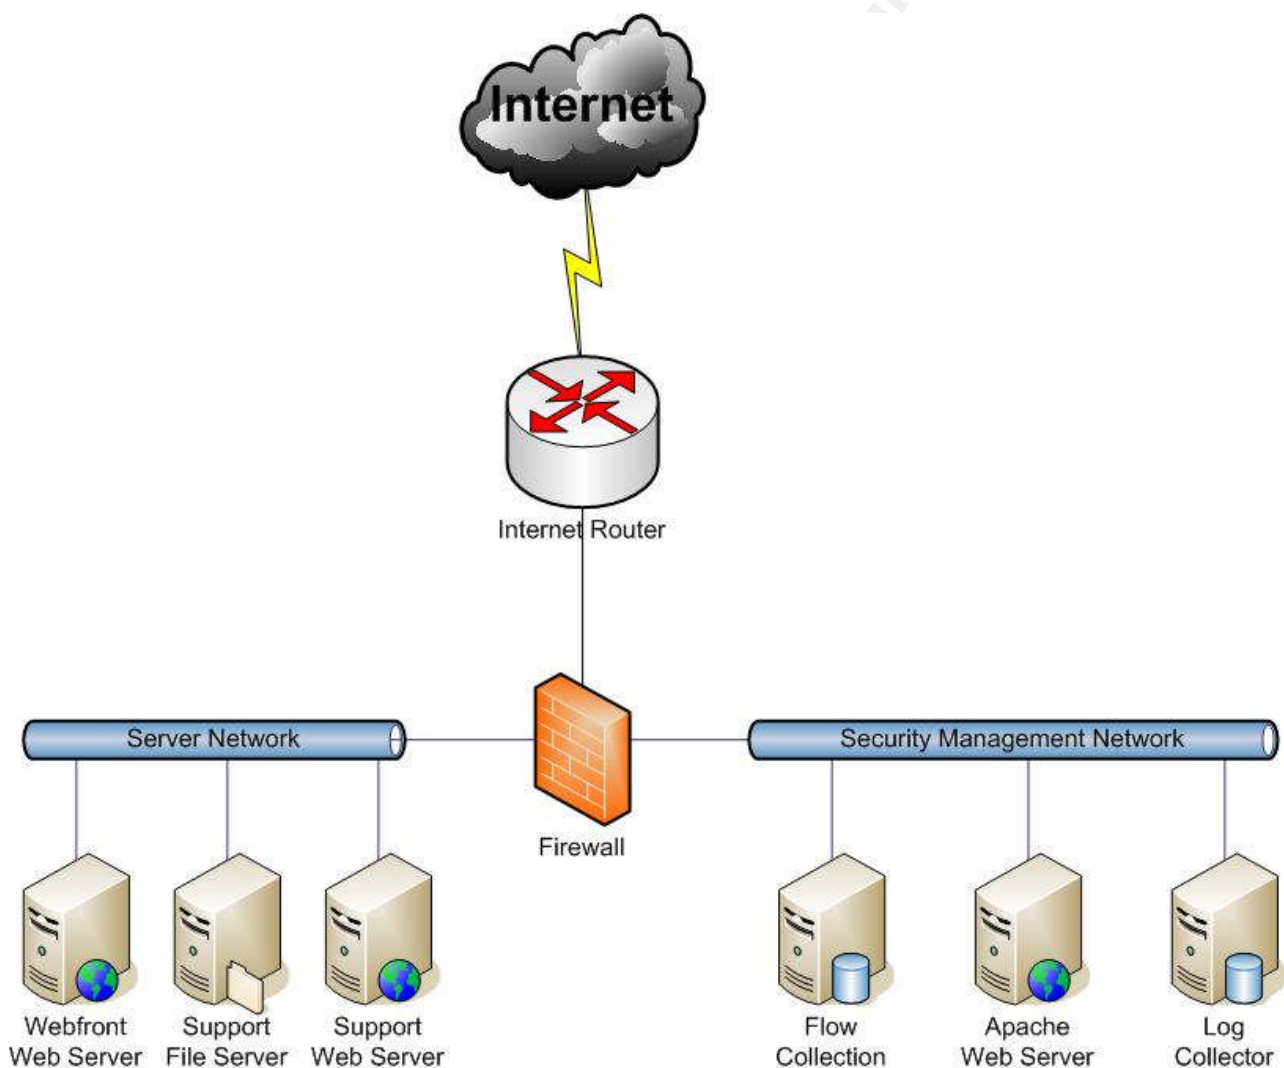 Internet
Internet Router
Server Network
Security Management Network
Firewall
Webfront
Web Server
Support
File Server
Support
Web Server
Flow
Collection
Apache
Web Server
Log
Collector